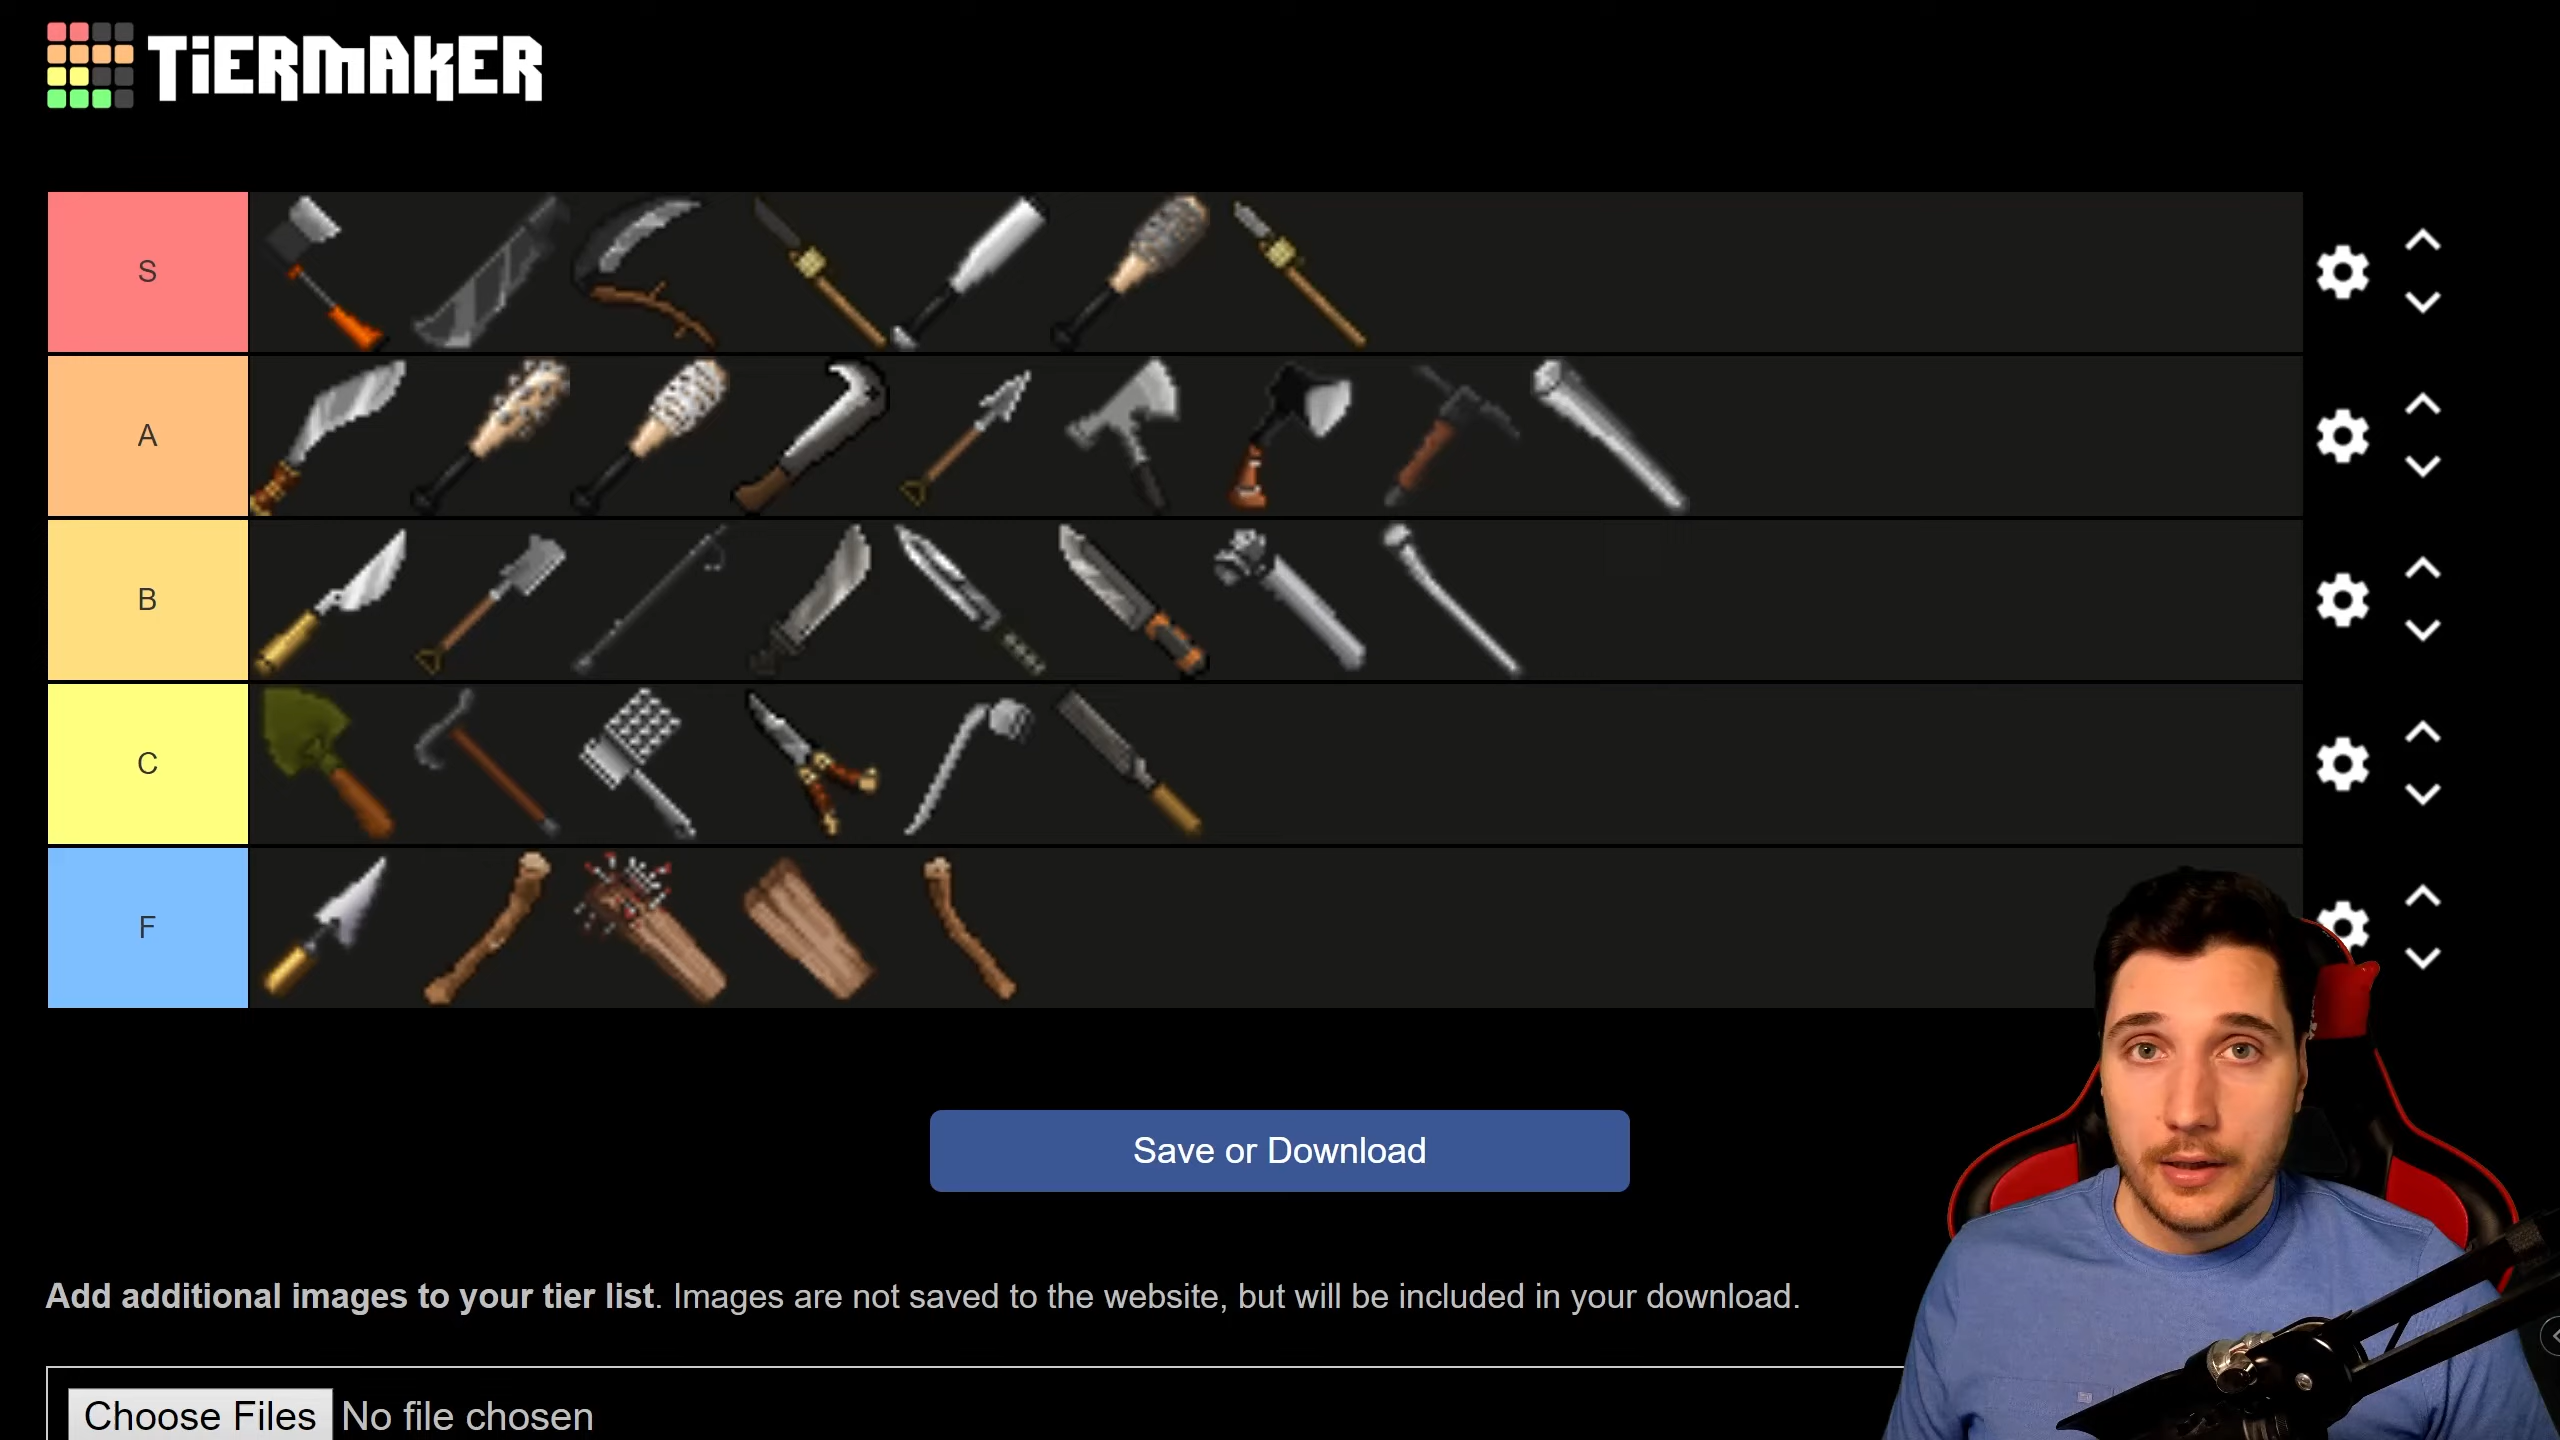 TiERMAKER
S
A
B
C
F
Save or Download
Add additional images to your tier list. Images are not saved to the website, but will be included in your download.
Choose Files No file chosen